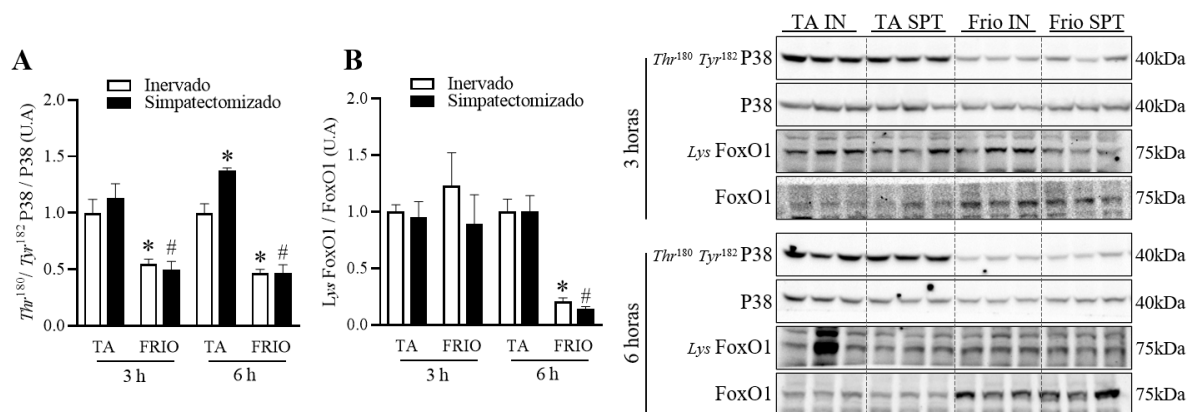 A
Inervado
Simpatectomizado
Thr¹⁸⁰/ Tyr¹⁸² P38 / P38 (U.A)
2.0
1.5
1.0
0.5
0.0
*
#
*
*
#
TA FRIO TA FRIO
3 h 6 h
B
Inervado
Simpatectomizado
Lys FoxO1 / FoxO1 (U.A)
2.0
1.5
1.0
0.5
0.0
*
#
TA FRIO TA FRIO
3 h 6 h
TA IN TA SPT Frio IN Frio SPT
3 horas
Thr¹⁸⁰ Tyr¹⁸² P38 40kDa
P38 40kDa
Lys FoxO1 75kDa
FoxO1 75kDa
6 horas
Thr¹⁸⁰ Tyr¹⁸² P38 40kDa
P38 40kDa
Lys FoxO1 75kDa
FoxO1 75kDa